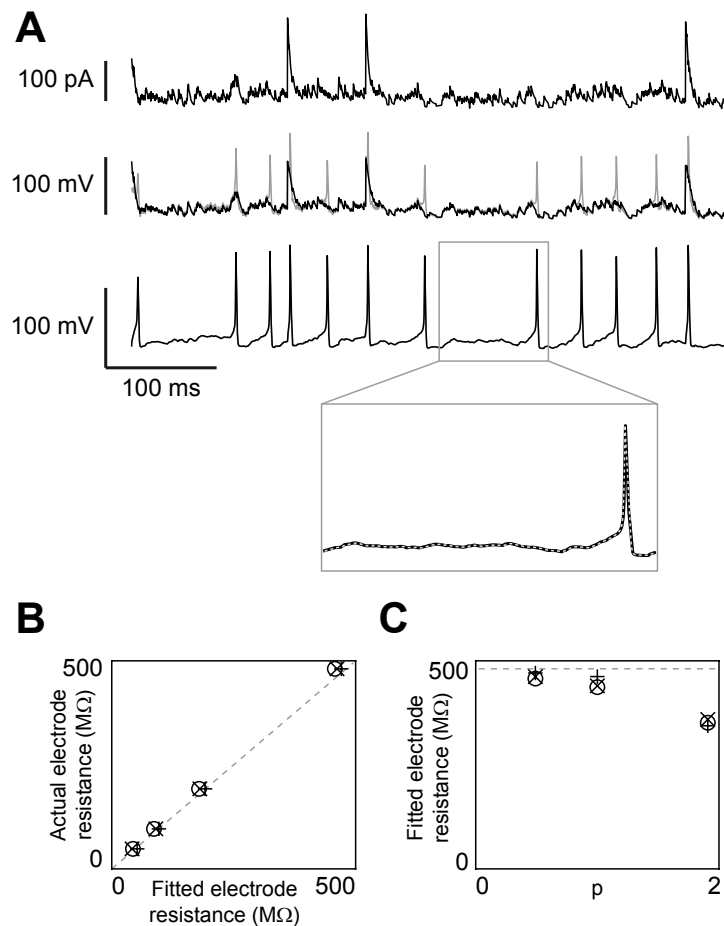 A
100 pA
100 mV
100 mV
100 ms
B
Actual electrode
resistance (MΩ)
500
0
0
500
Fitted electrode
resistance (MΩ)
C
Fitted electrode
resistance (MΩ)
500
0
0
p
2